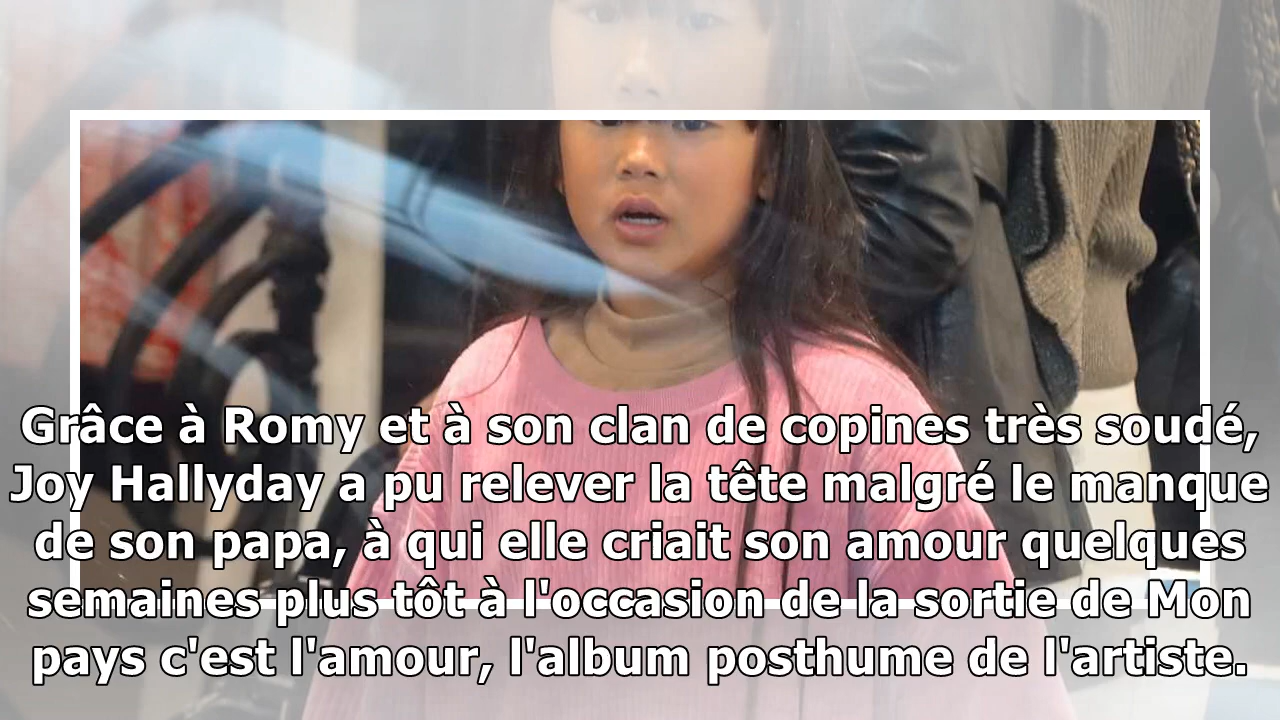 Grâce à Romy et à son clan de copines très soudé,
Joy Hallyday a pu relever la tête malgré le manque
de son papa, à qui elle criait son amour quelques
semaines plus tôt à l'occasion de la sortie de Mon
pays c'est l'amour, l'album posthume de l'artiste.